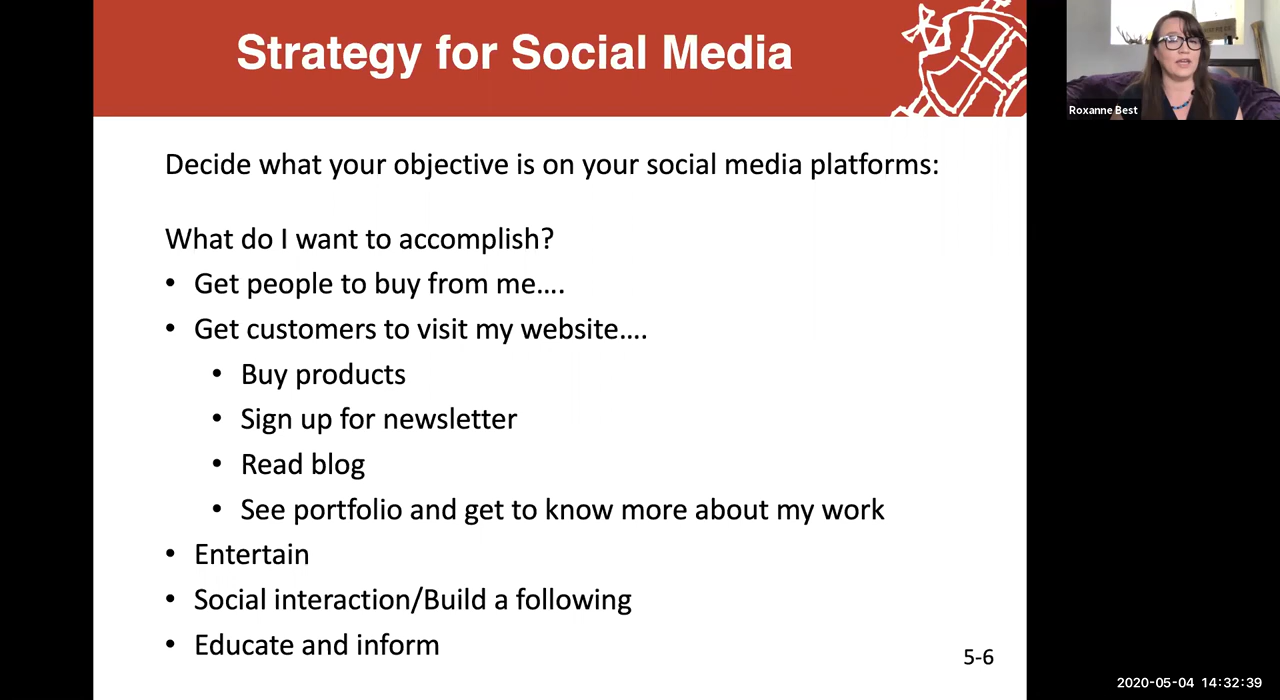 Strategy for Social Media
Decide what your objective is on your social media platforms:
What do I want to accomplish?
• Get people to buy from me....
• Get customers to visit my website....
• Buy products
• Sign up for newsletter
• Read blog
• See portfolio and get to know more about my work
• Entertain
• Social interaction/Build a following
• Educate and inform
5-6
Roxanne Best
2020-05-04 14:32:39